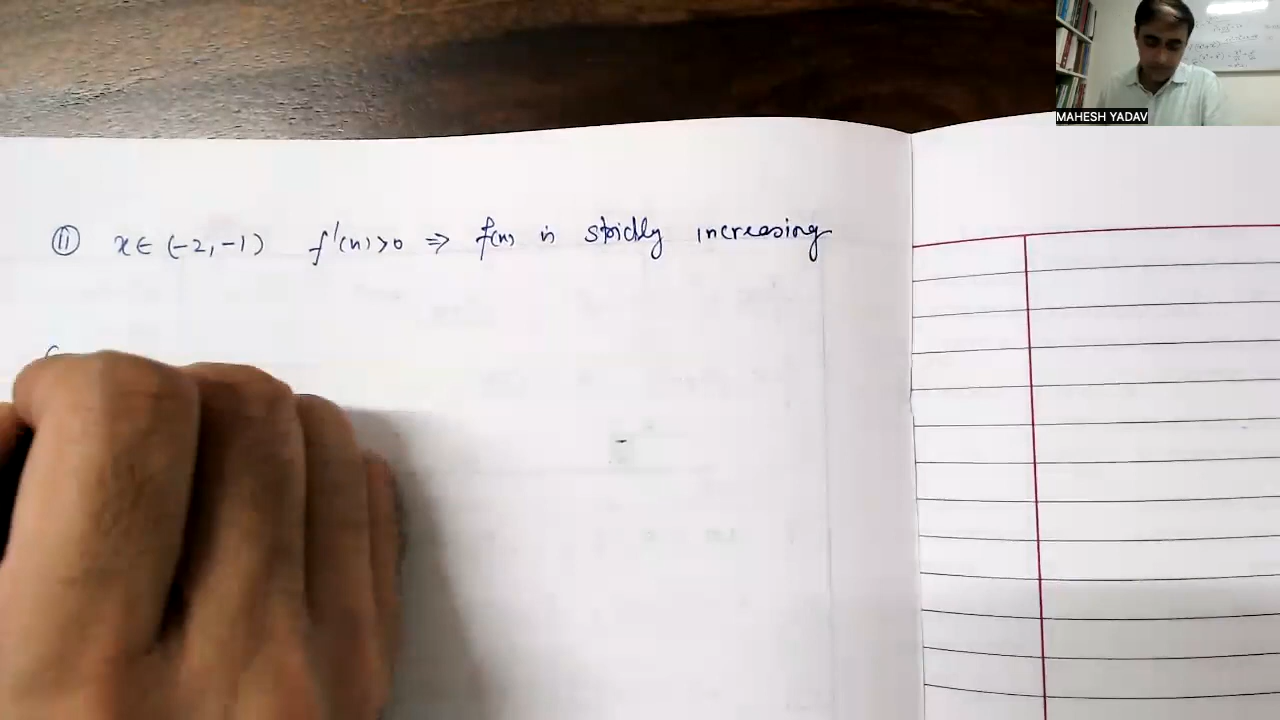 MAHESH YADAV
(ii) x ∈ (-2, -1) f'(x) > 0 ⇒ f(x) is strictly increasing